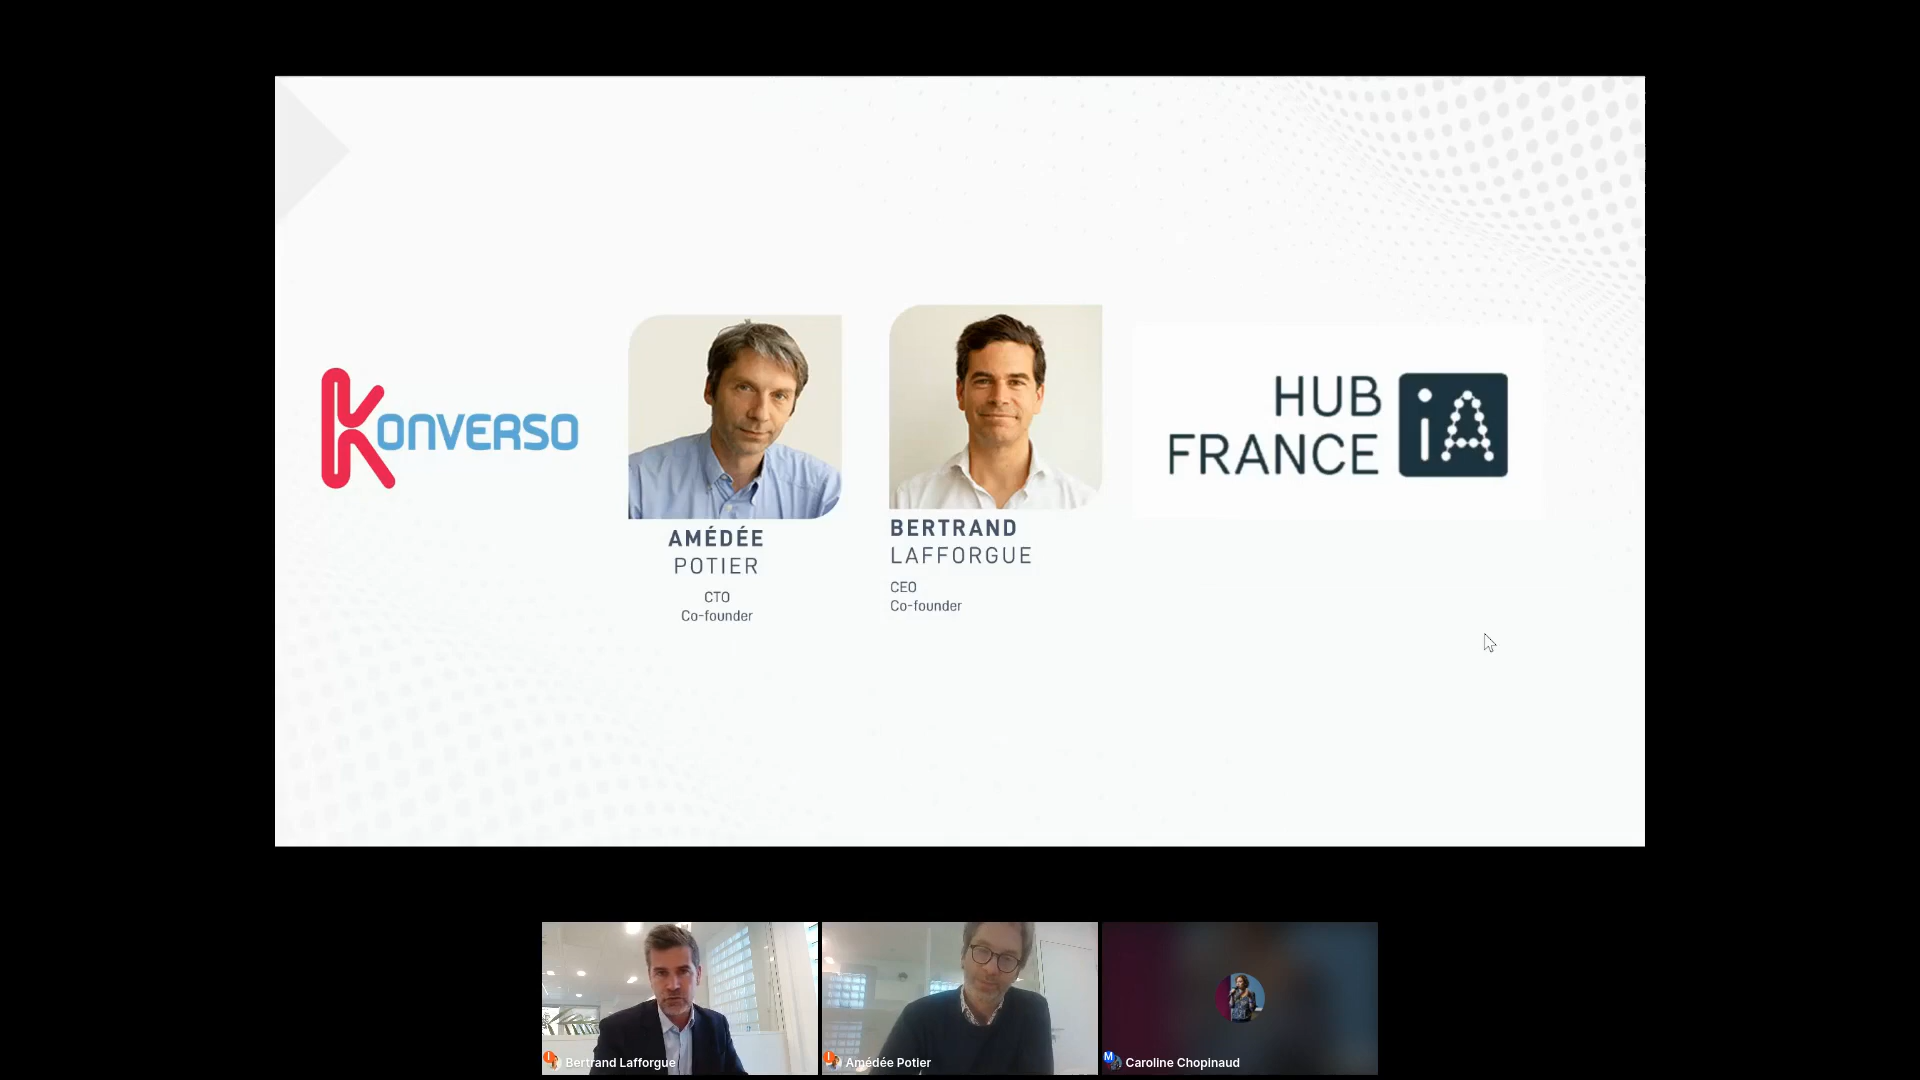 KONVERSO
AMÉDÉE
POTIER
CTO
Co-founder
BERTRAND
LAFFORGUE
CEO
Co-founder
HUB
FRANCE
iA
Bertrand Lafforgue
Amédée Potier
M
Caroline Chopinaud